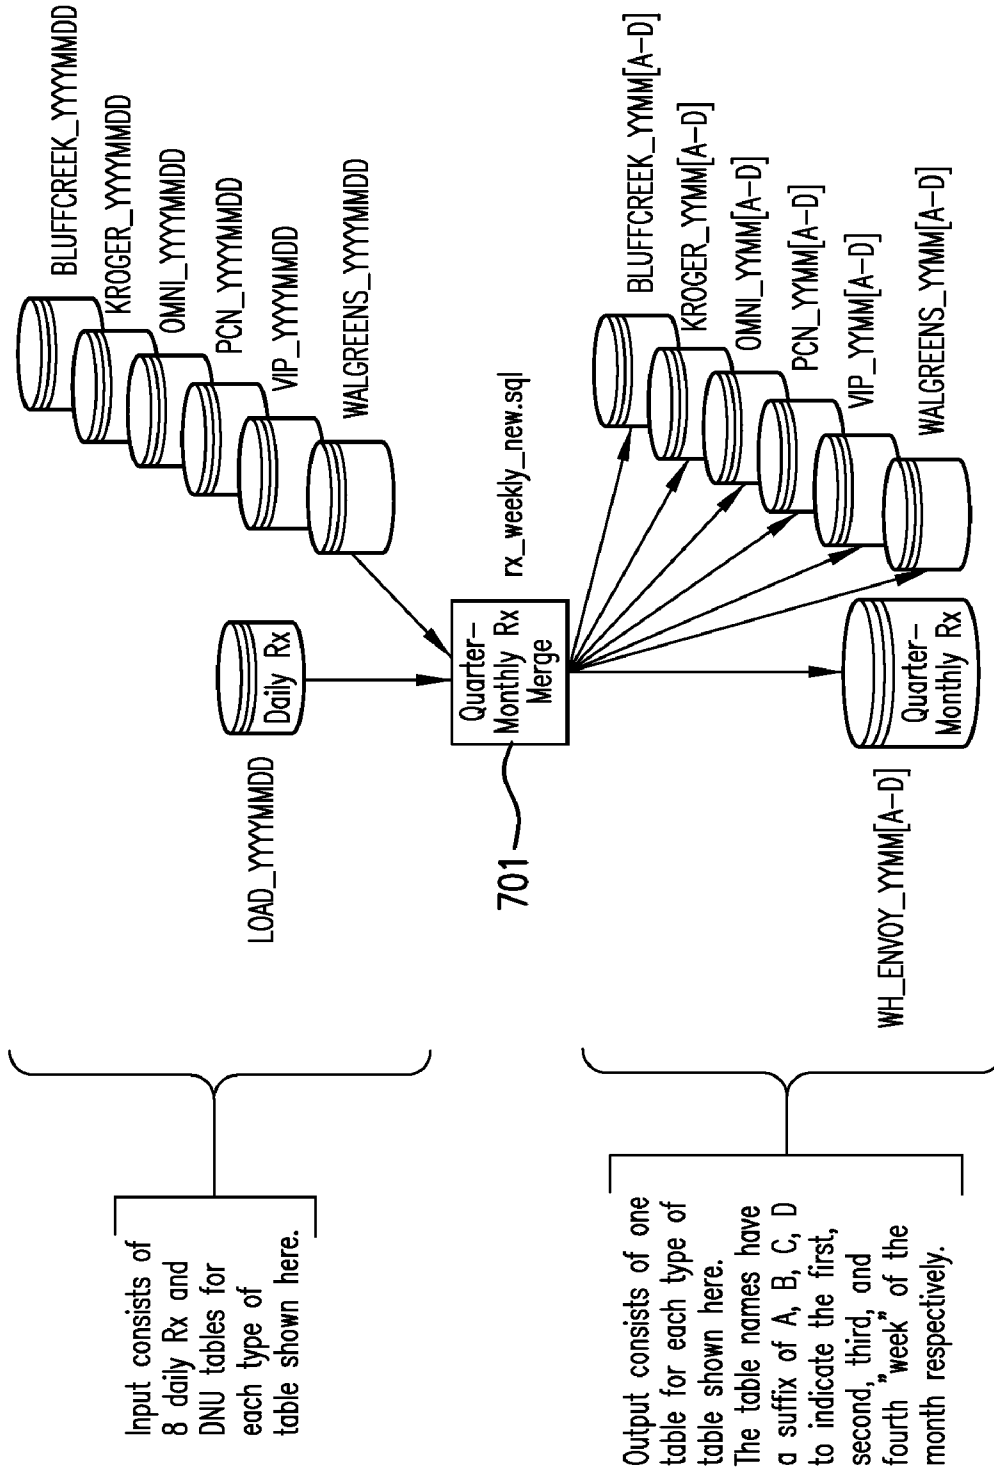 Input consists of
8 daily Rx and
DNU tables for
each type of
table shown here.
LOAD_YYYYMMDD
Daily Rx
BLUFFCREEK_YYYYMMDD
KROGER_YYYYMMDD
OMNI_YYYYMMDD
PCN_YYYYMMDD
VIP_YYYYMMDD
WALGREENS_YYYYMMDD
701
Quarter-
Monthly Rx
Merge
rx_weekly_new.sql
Output consists of one
table for each type of
table shown here.
The table names have
a suffix of A, B, C, D
to indicate the first,
second, third, and
fourth "week" of the
month respectively.
WH_ENVOY_YYMM[A-D]
Quarter-
Monthly Rx
BLUFFCREEK_YYMM[A-D]
KROGER_YYMM[A-D]
OMNI_YYMM[A-D]
PCN_YYMM[A-D]
VIP_YYMM[A-D]
WALGREENS_YYMM[A-D]